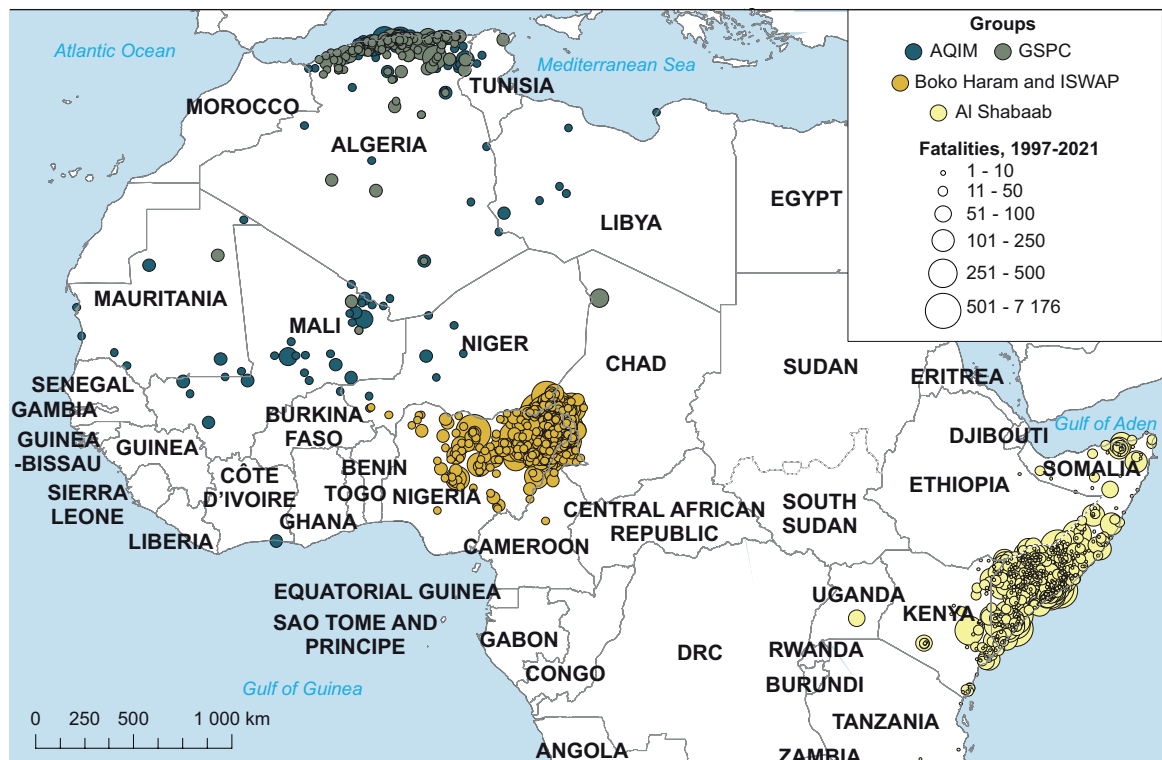 Groups
AQIM
GSPC
Boko Haram and ISWAP
Al Shabaab
Fatalities, 1997-2021
1 - 10
11 - 50
51 - 100
101 - 250
251 - 500
501 - 7 176
Atlantic Ocean
Mediterranean Sea
TUNISIA
MOROCCO
ALGERIA
LIBYA
EGYPT
MAURITANIA
MALI
NIGER
CHAD
SUDAN
ERITREA
SENEGAL
GAMBIA
GUINEA
-BISSAU
GUINEA
BURKINA
FASO
DJIBOUTI
Gulf of Aden
SOMALIA
SIERRA
LEONE
CÔTE
D'IVOIRE
BENIN
TOGO
NIGERIA
GHANA
ETHIOPIA
LIBERIA
CENTRAL AFRICAN
REPUBLIC
SOUTH
SUDAN
CAMEROON
EQUATORIAL GUINEA
UGANDA
KENYA
SAO TOME AND
PRINCIPE
GABON
DRC
RWANDA
CONGO
BURUNDI
Gulf of Guinea
TANZANIA
0 250 500 1 000 km
ANGOLA
ZAMBIA